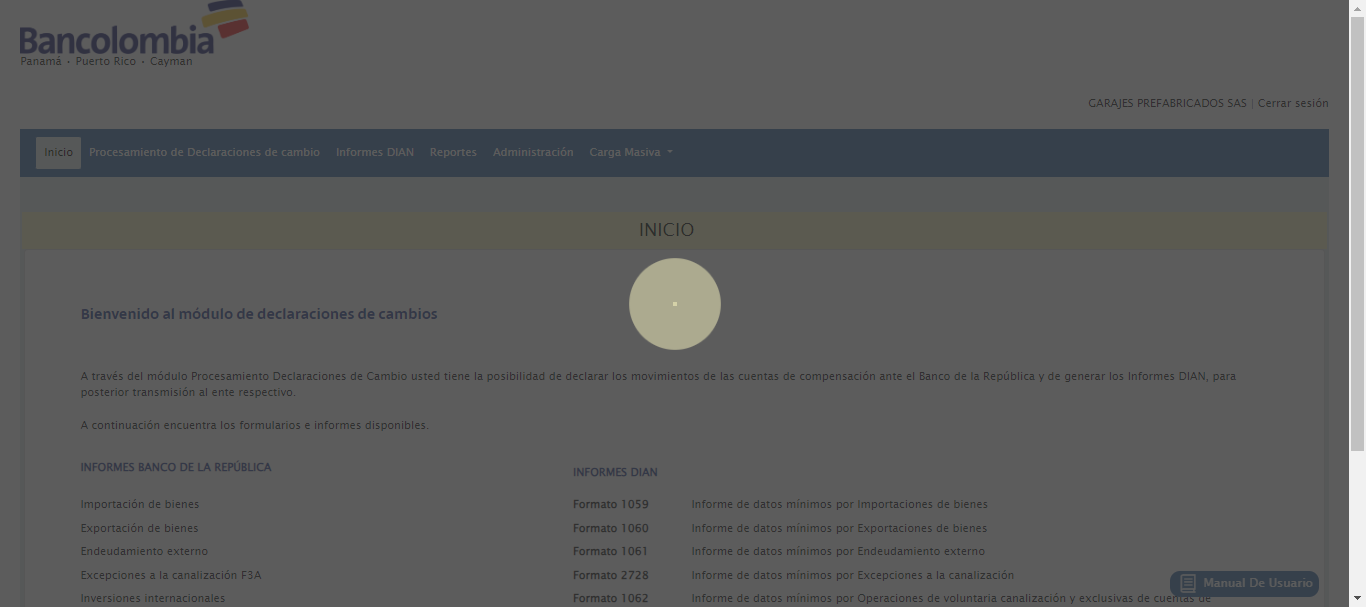 Bancolombia
Panamá • Puerto Rico • Cayman
GARAJES PREFABRICADOS SAS | Cerrar sesión
Inicio Procesamiento de Declaraciones de cambio Informes DIAN Reportes Administración Carga Masiva
INICIO
Bienvenido al módulo de declaraciones de cambios
A través del módulo Procesamiento Declaraciones de Cambio usted tiene la posibilidad de declarar los movimientos de las cuentas de compensación ante el Banco de la República y de generar los Informes DIAN, para
posterior transmisión al ente respectivo.
A continuación encuentra los formularios e informes disponibles.
INFORMES BANCO DE LA REPÚBLICA
Importación de bienes
Exportación de bienes
Endeudamiento externo
Excepciones a la canalización F3A
Inversiones internacionales
INFORMES DIAN
Formato 1059 Informe de datos mínimos por Importaciones de bienes
Formato 1060 Informe de datos mínimos por Exportaciones de bienes
Formato 1061 Informe de datos mínimos por Endeudamiento externo
Formato 2728 Informe de datos mínimos por Excepciones a la canalización
Formato 1062 Informe de datos mínimos por Operaciones de voluntaria canalización y exclusivas de cuentas de
Manual De Usuario